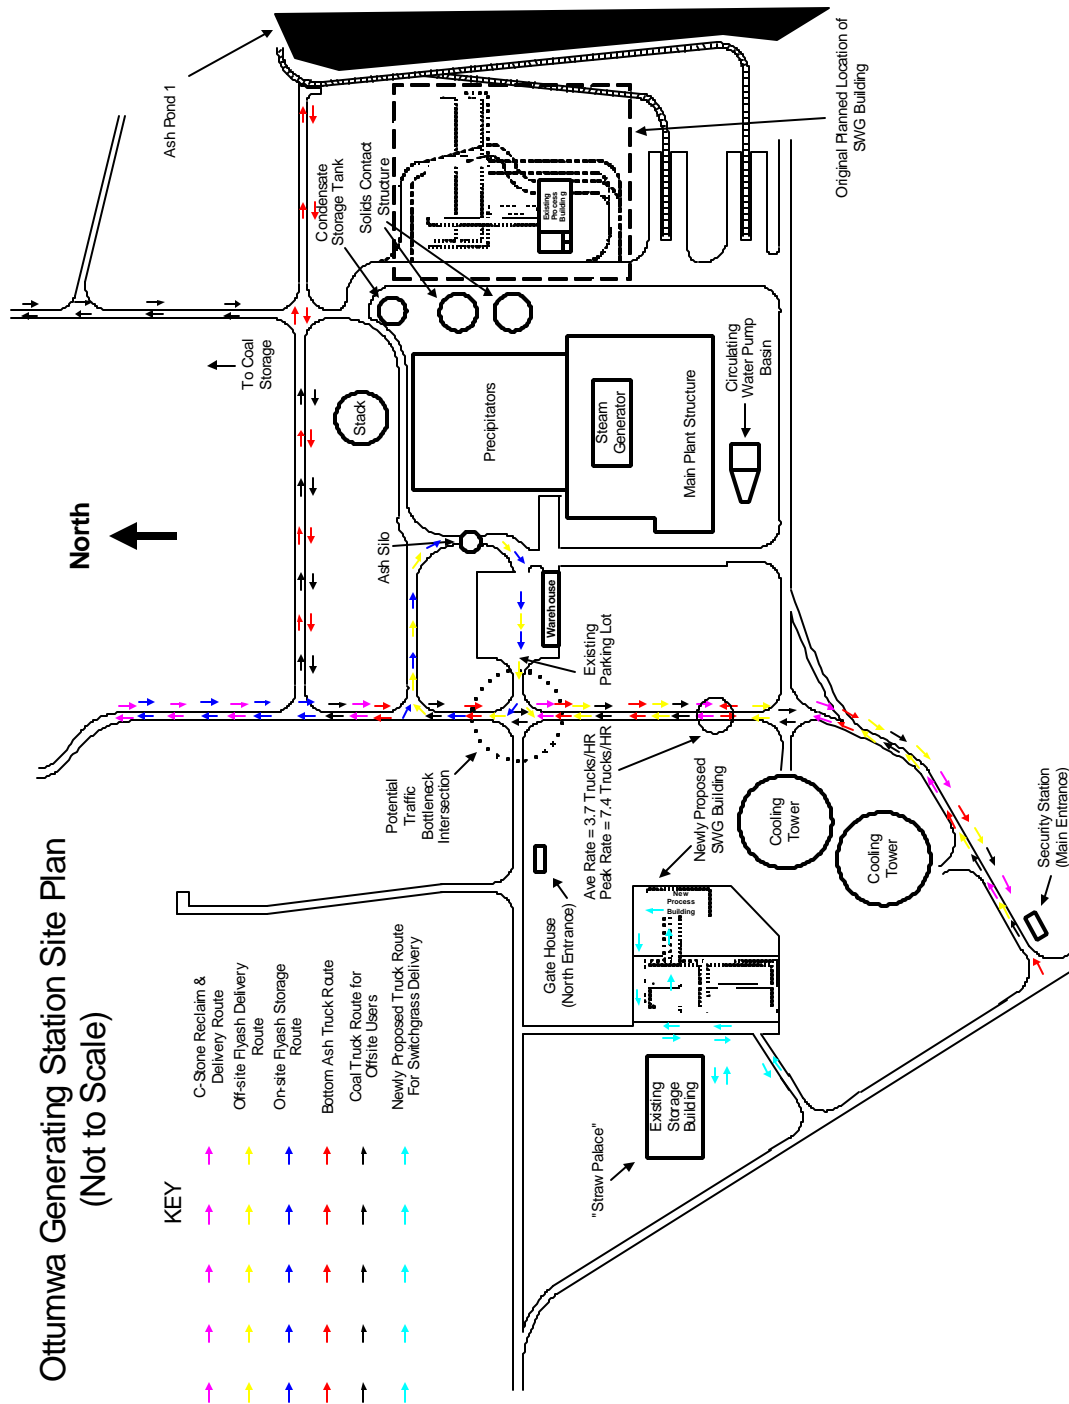 Ottumwa Generating Station Site Plan
(Not to Scale)
KEY
C-Stone Reclaim &
Delivery Route
Off-site Flyash Delivery
Route
On-site Flyash Storage
Route
Bottom Ash Truck Route
Coal Truck Route for
Offsite Users
Newly Proposed Truck Route
For Switchgrass Delivery
North
To Coal
Storage
Ash Pond 1
Condensate
Storage Tank
Solids Contact
Structure
Stack
Existing
Process
Building
Original Planned Location of
SWG Building
Precipitators
Steam
Generator
Main Plant Structure
Circulating
Water Pump
Basin
Ash Silo
Warehouse
Existing
Parking Lot
Potential
Traffic
Bottleneck
Intersection
Ave Rate = 3.7 Trucks/HR
Peak Rate = 7.4 Trucks/HR
Gate House
(North Entrance)
Newly Proposed
SWG Building
New
Process
Building
Cooling
Tower
Cooling
Tower
Security Station
(Main Entrance)
"Straw Palace"
Existing
Storage
Building